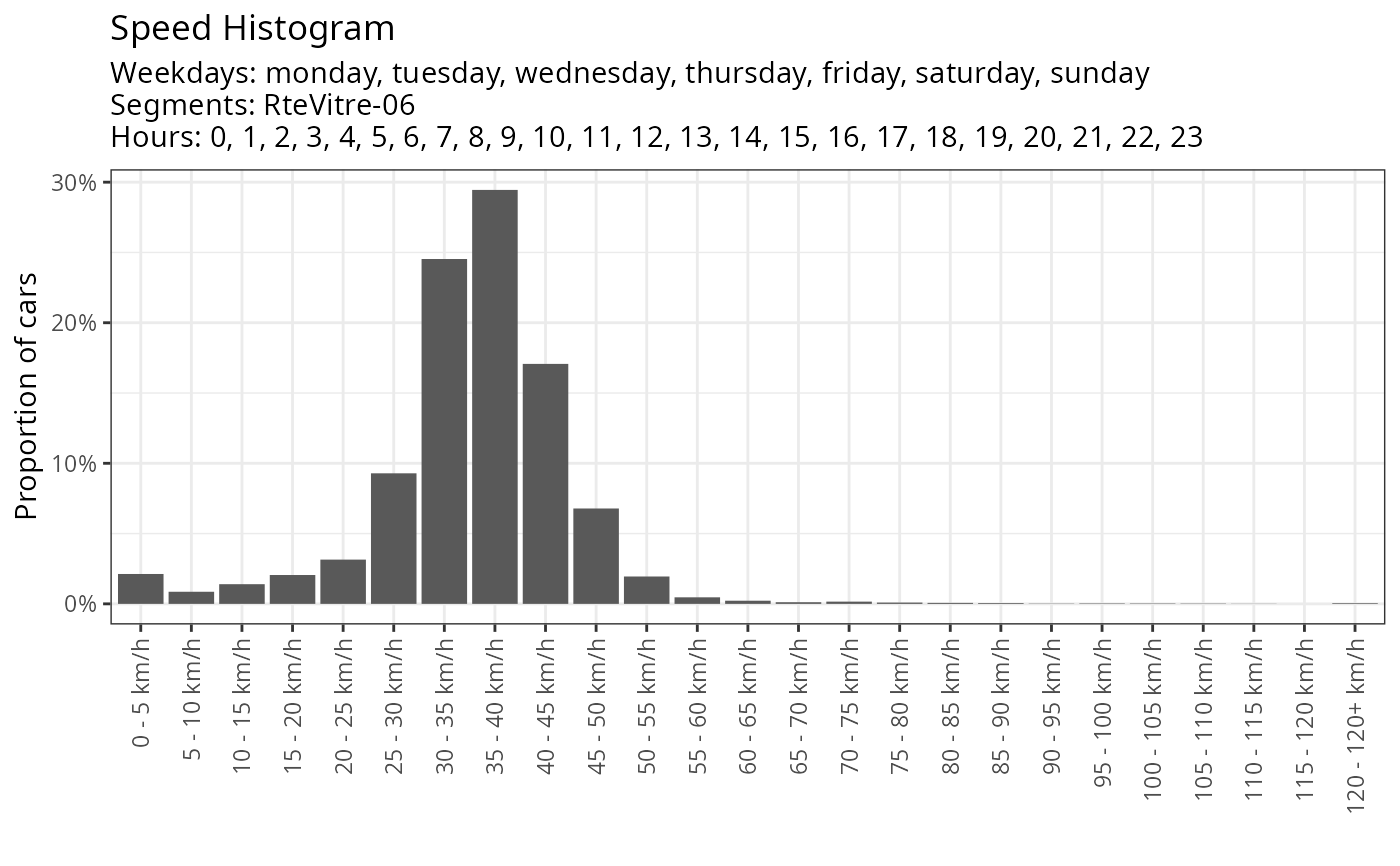 Speed Histogram
Weekdays: monday, tuesday, wednesday, thursday, friday, saturday, sunday
Segments: RteVitre-06
Hours: 0, 1, 2, 3, 4, 5, 6, 7, 8, 9, 10, 11, 12, 13, 14, 15, 16, 17, 18, 19, 20, 21, 22, 23
Proportion of cars
30%
20%
10%
0%
0 - 5 km/h
5 - 10 km/h
10 - 15 km/h
15 - 20 km/h
20 - 25 km/h
25 - 30 km/h
30 - 35 km/h
35 - 40 km/h
40 - 45 km/h
45 - 50 km/h
50 - 55 km/h
55 - 60 km/h
60 - 65 km/h
65 - 70 km/h
70 - 75 km/h
75 - 80 km/h
80 - 85 km/h
85 - 90 km/h
90 - 95 km/h
95 - 100 km/h
100 - 105 km/h
105 - 110 km/h
110 - 115 km/h
115 - 120 km/h
120 - 120+ km/h